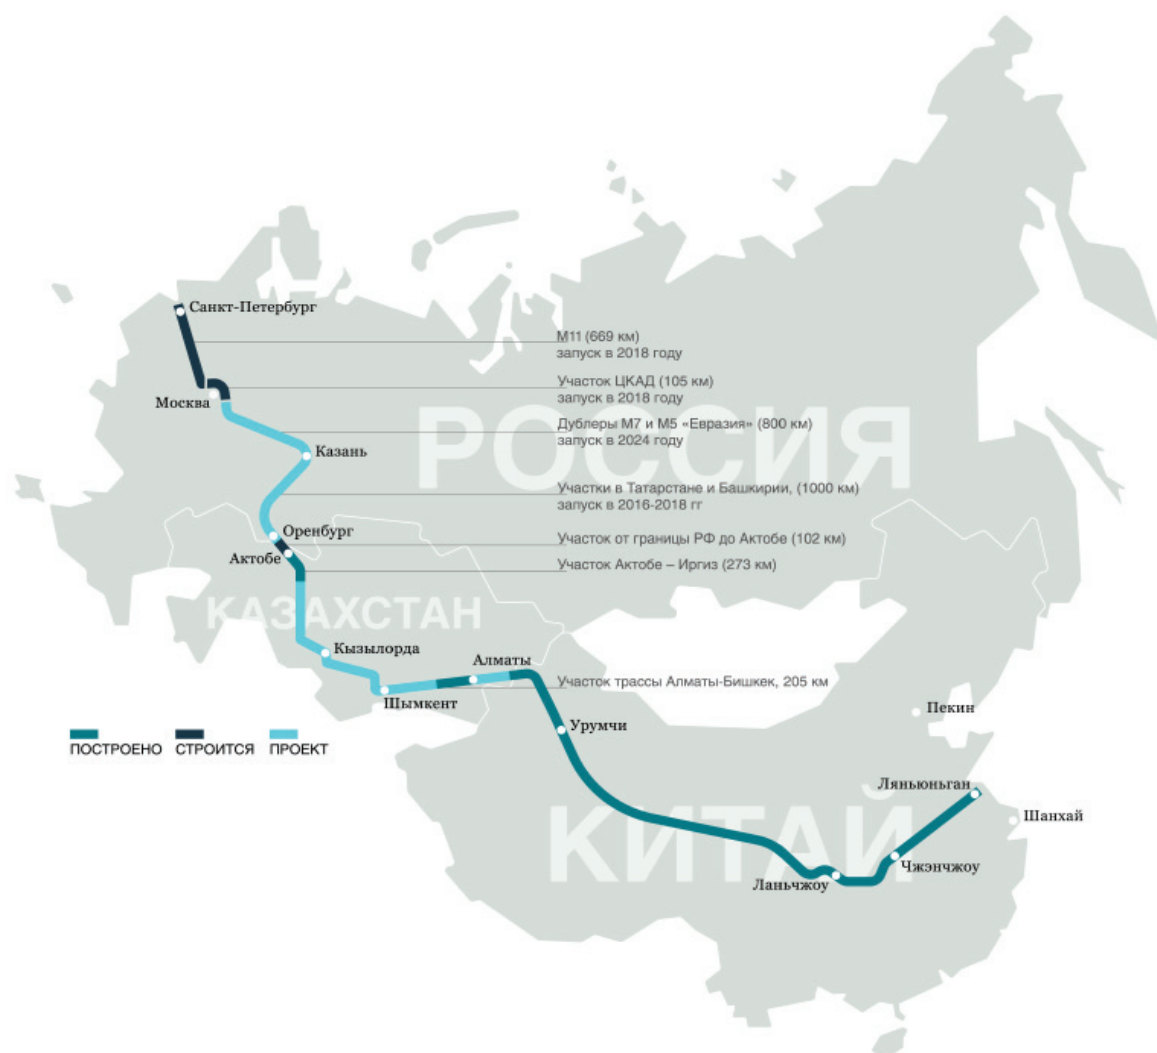 Санкт-Петербург
М11 (669 км)
запуск в 2018 году
Участок ЦКАД (105 км)
запуск в 2018 году
Москва
РОССИЯ
Дублеры М7 и М5 «Евразия» (800 км)
запуск в 2024 году
Казань
Участки в Татарстане и Башкирии, (1000 км)
запуск в 2016-2018 гг
Оренбург
Участок от границы РФ до Актобе (102 км)
Актобе
Участок Актобе – Иргиз (273 км)
КАЗАХСТАН
Кызылорда
Алматы
Участок трассы Алматы-Бишкек, 205 км
Шымкент
Пекин
Урумчи
ПОСТРОЕНО
СТРОИТСЯ
ПРОЕКТ
Ляньюньган
Шанхай
КИТАЙ
Чжэнчжоу
Ланьчжоу